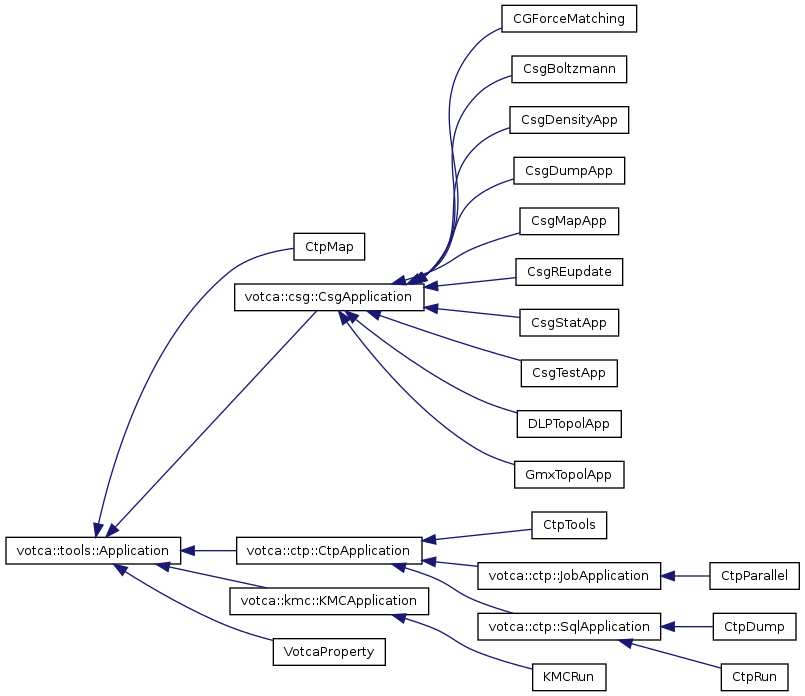 CGForceMatching
CsgBoltzmann
CsgDensityApp
CsgDumpApp
CsgMapApp
CtpMap
CsgREupdate
votca::csg::CsgApplication
CsgStatApp
CsgTestApp
DLPTopolApp
GmxTopolApp
CtpTools
votca::tools::Application
votca::ctp::CtpApplication
votca::ctp::JobApplication
CtpParallel
votca::kmc::KMCApplication
votca::ctp::SqlApplication
CtpDump
VotcaProperty
KMCRun
CtpRun